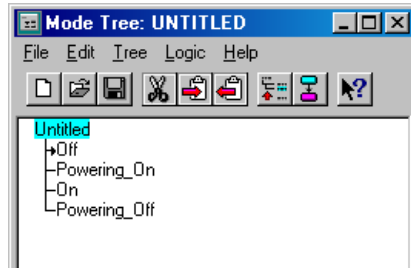 Mode Tree: UNTITLED
File Edit Tree Logic Help
Untitled
Off
Powering_On
On
Powering_Off